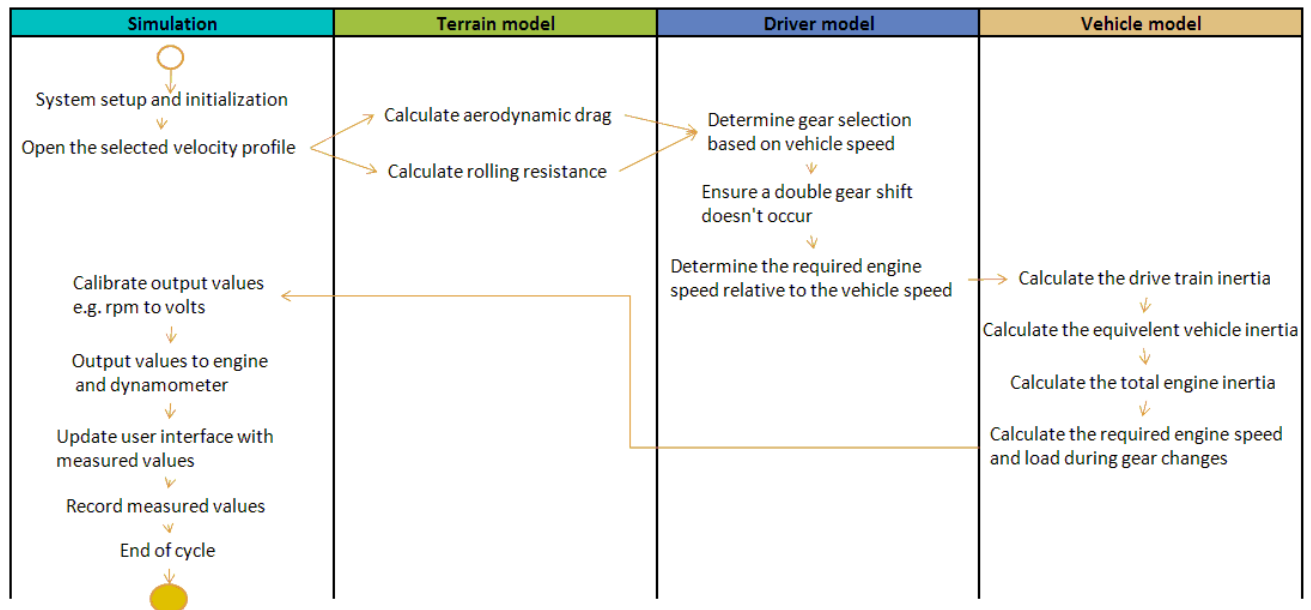 Simulation
Terrain model
Driver model
Vehicle model
System setup and initialization
Open the selected velocity profile
Calculate aerodynamic drag
Calculate rolling resistance
Determine gear selection
based on vehicle speed
Ensure a double gear shift
doesn't occur
Determine the required engine
speed relative to the vehicle speed
Calculate the drive train inertia
Calculate the equivelent vehicle inertia
Calculate the total engine inertia
Calculate the required engine speed
and load during gear changes
Calibrate output values
e.g. rpm to volts
Output values to engine
and dynamometer
Update user interface with
measured values
Record measured values
End of cycle